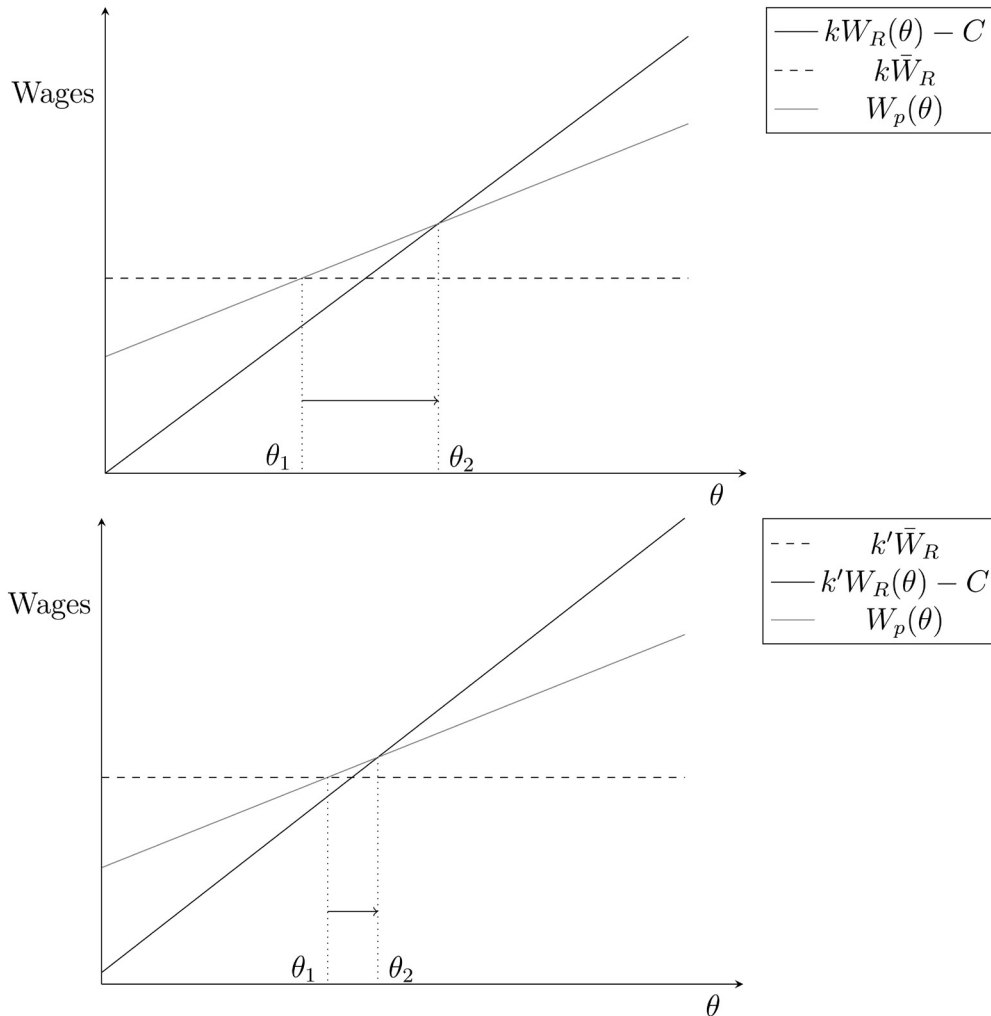 kW_R(θ) − C
kW̄_R
W_p(θ)
Wages
θ_1
θ_2
θ
k′W̄_R
k′W_R(θ) − C
W_p(θ)
Wages
θ_1
θ_2
θ